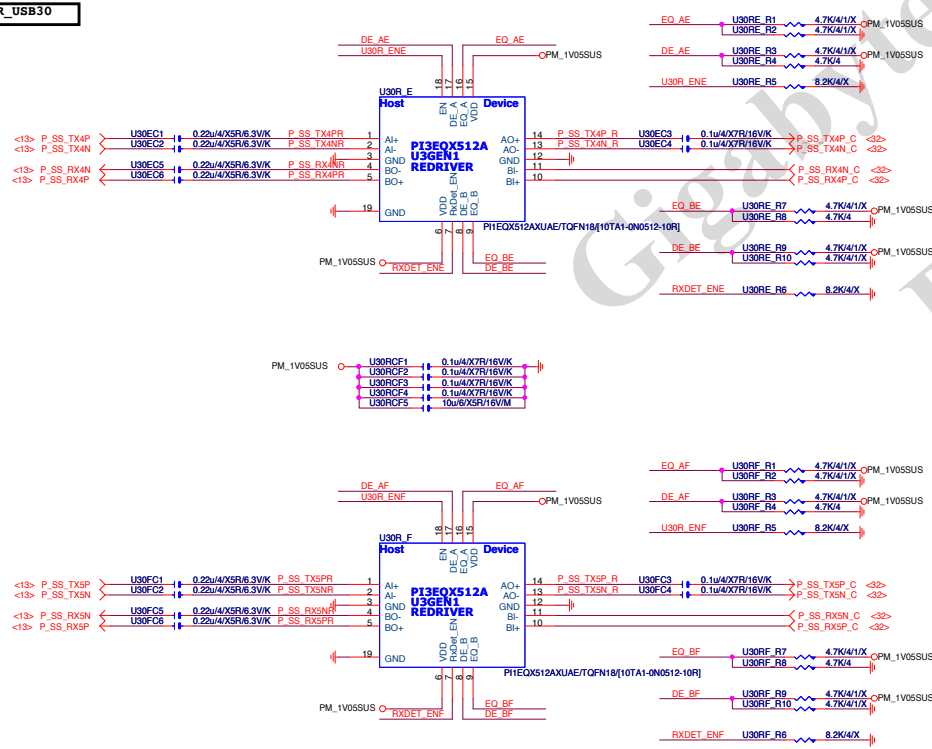 R_USB30
EQ_AE U30RE_R1 4.7K/4/1/X PM_1V05SUS
U30RE_R2 4.7K/4/1/X
DE_AE EQ_AE
U30R_ENE PM_1V05SUS
DE_AE U30RE_R3 4.7K/4/1/X PM_1V05SUS
U30RE_R4 4.7K/4
U30R_ENE U30RE_R5 8.2K/4/X
18 17 16 15
U30R_E
Host Device
EN DE_A EQ_A VDD
<13> P_SS_TX4P U30EC1 0.22u/4/X5R/6.3V/K P_SS_TX4PR 1 AI+ AO+ 14 P_SS_TX4P_R U30EC3 0.1u/4/X7R/16V/K P_SS_TX4P_C <32>
<13> P_SS_TX4N U30EC2 0.22u/4/X5R/6.3V/K P_SS_TX4NR 2 AI- AO- 13 P_SS_TX4N_R U30EC4 0.1u/4/X7R/16V/K P_SS_TX4N_C <32>
3 GND GND 12
<13> P_SS_RX4N U30EC5 0.22u/4/X5R/6.3V/K P_SS_RX4NR 4 BO- BI- 11 P_SS_RX4N_C <32>
<13> P_SS_RX4P U30EC6 0.22u/4/X5R/6.3V/K P_SS_RX4PR 5 BO+ BI+ 10 P_SS_RX4P_C <32>
PI3EQX512A
U3GEN1
REDRIVER
19 GND
VDD RxDet_EN DE_B EQ_B
6 7 8 9
PI1EQX512AXUAE/TQFN18/[10TA1-0N0512-10R]
EQ_BE U30RE_R7 4.7K/4/1/X PM_1V05SUS
U30RE_R8 4.7K/4
DE_BE U30RE_R9 4.7K/4/1/X PM_1V05SUS
U30RE_R10 4.7K/4/1/X
PM_1V05SUS EQ_BE
RXDET_ENE DE_BE
RXDET_ENE U30RE_R6 8.2K/4/X
PM_1V05SUS U30RCF1 0.1u/4/X7R/16V/K
U30RCF2 0.1u/4/X7R/16V/K
U30RCF3 0.1u/4/X7R/16V/K
U30RCF4 0.1u/4/X7R/16V/K
U30RCF5 10u/6/X5R/16V/M
EQ_AF U30RF_R1 4.7K/4/1/X PM_1V05SUS
U30RF_R2 4.7K/4/1/X
DE_AF EQ_AF
U30R_ENF PM_1V05SUS
DE_AF U30RF_R3 4.7K/4/1/X PM_1V05SUS
U30RF_R4 4.7K/4
U30R_ENF U30RF_R5 8.2K/4/X
18 17 16 15
U30R_F
Host Device
EN DE_A EQ_A VDD
<13> P_SS_TX5P U30FC1 0.22u/4/X5R/6.3V/K P_SS_TX5PR 1 AI+ AO+ 14 P_SS_TX5P_R U30FC3 0.1u/4/X7R/16V/K P_SS_TX5P_C <32>
<13> P_SS_TX5N U30FC2 0.22u/4/X5R/6.3V/K P_SS_TX5NR 2 AI- AO- 13 P_SS_TX5N_R U30FC4 0.1u/4/X7R/16V/K P_SS_TX5N_C <32>
3 GND GND 12
<13> P_SS_RX5N U30FC5 0.22u/4/X5R/6.3V/K P_SS_RX5NR 4 BO- BI- 11 P_SS_RX5N_C <32>
<13> P_SS_RX5P U30FC6 0.22u/4/X5R/6.3V/K P_SS_RX5PR 5 BO+ BI+ 10 P_SS_RX5P_C <32>
PI3EQX512A
U3GEN1
REDRIVER
19 GND
VDD RxDet_EN DE_B EQ_B
6 7 8 9
PI1EQX512AXUAE/TQFN18/[10TA1-0N0512-10R]
EQ_BF U30RF_R7 4.7K/4/1/X PM_1V05SUS
U30RF_R8 4.7K/4
DE_BF U30RF_R9 4.7K/4/1/X PM_1V05SUS
U30RF_R10 4.7K/4/1/X
PM_1V05SUS EQ_BF
RXDET_ENF DE_BF
RXDET_ENF U30RF_R6 8.2K/4/X
Gigabyte